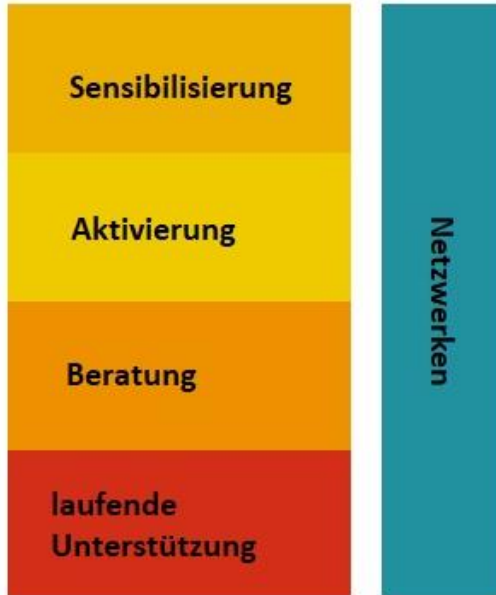 Sensibilisierung
Aktivierung
Beratung
laufende
Unterstützung
Netzwerken